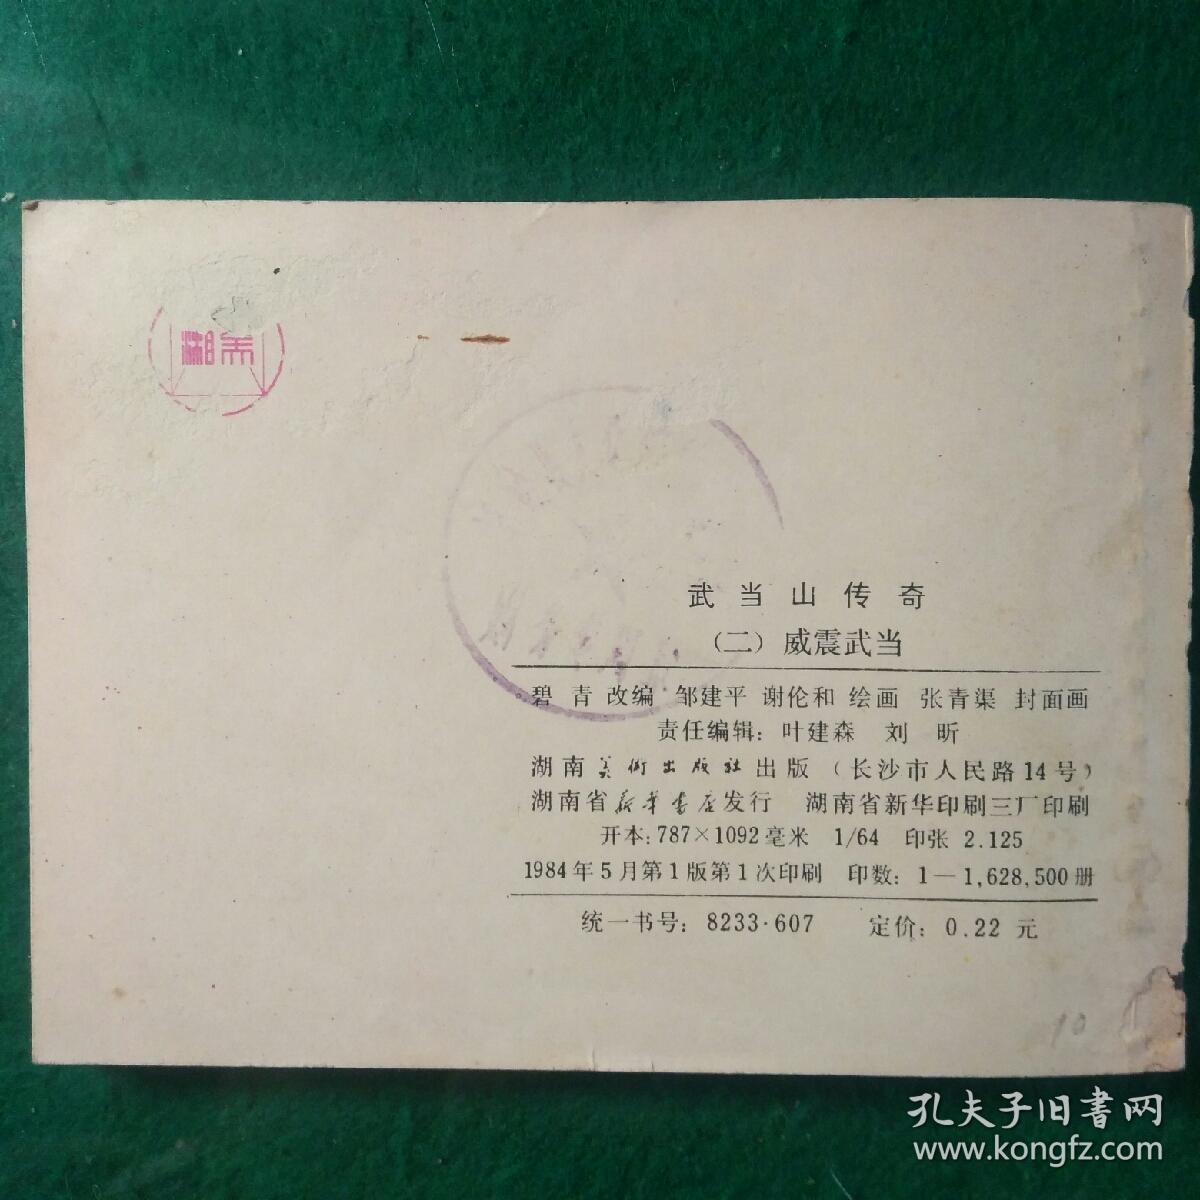 湘美
武当山传奇
（二）威震武当
碧青 改编 邹建平 谢伦和 绘画 张青渠 封面画
责任编辑：叶建森 刘昕
湖南美術出版社出版（长沙市人民路14号）
湖南省新华书店发行 湖南省新华印刷三厂印刷
开本：787×1092毫米 1/64 印张 2.125
1984年5月第1版第1次印刷 印数：1—1,628,500册
统一书号：8233·607 定价：0.22 元
10
孔夫子旧書网
www.kongfz.com